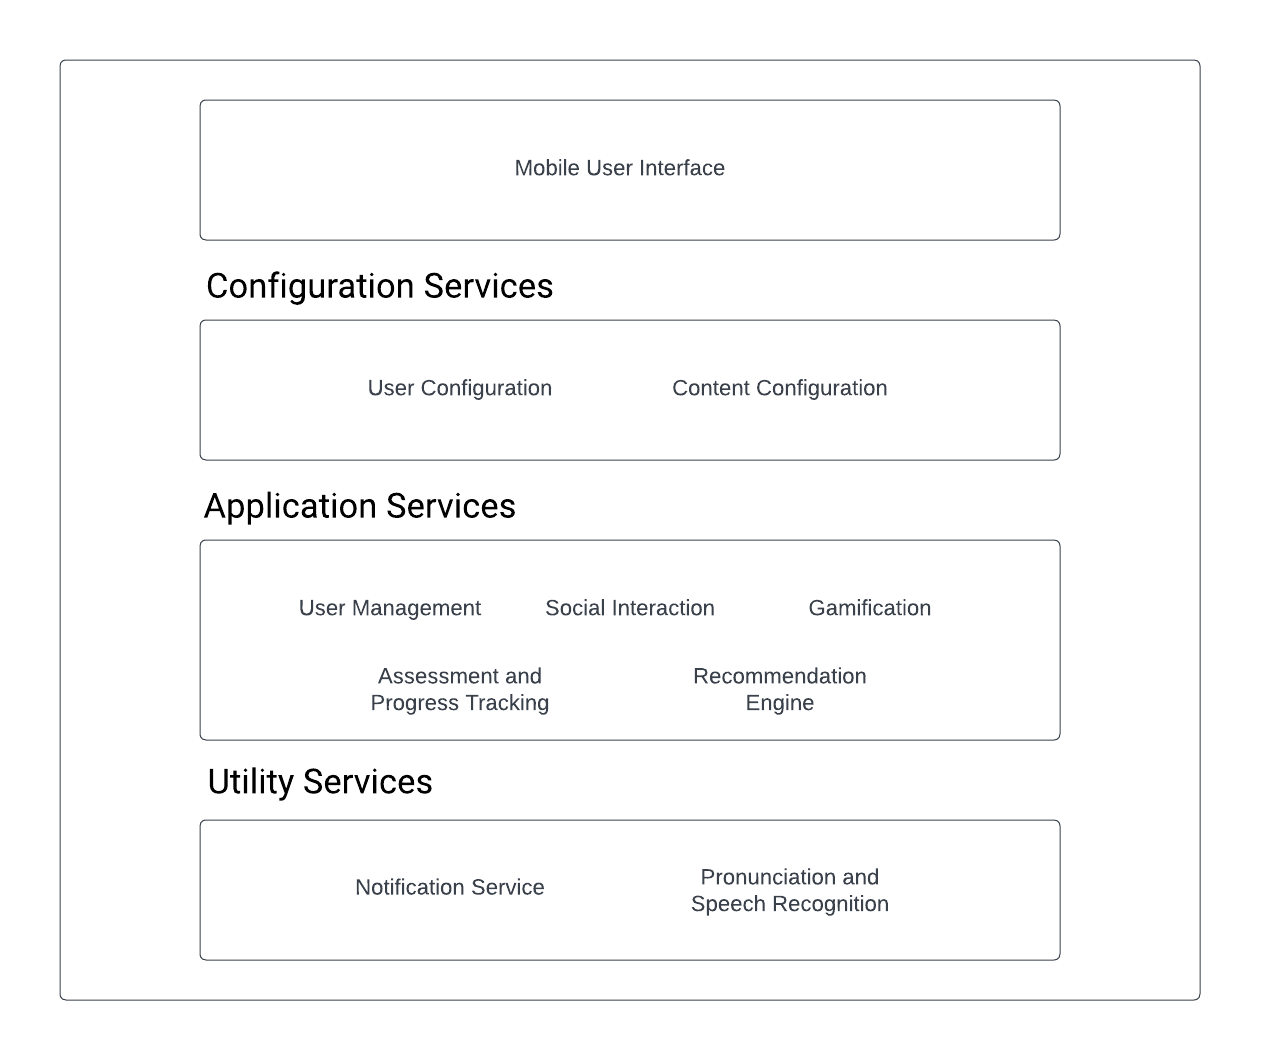 Mobile User Interface
Configuration Services
User Configuration
Content Configuration
Application Services
User Management
Social Interaction
Gamification
Assessment and
Progress Tracking
Recommendation
Engine
Utility Services
Notification Service
Pronunciation and
Speech Recognition